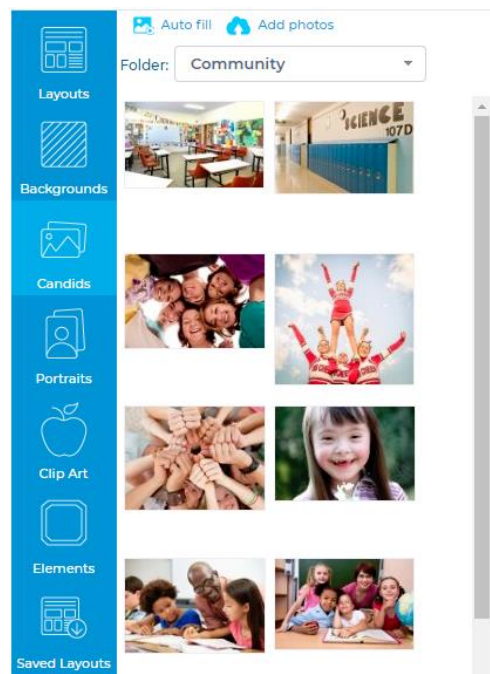 Auto fill
Add photos
Folder: Community
Layouts
Backgrounds
Candids
Portraits
Clip Art
Elements
Saved Layouts
SCIENCE
107D